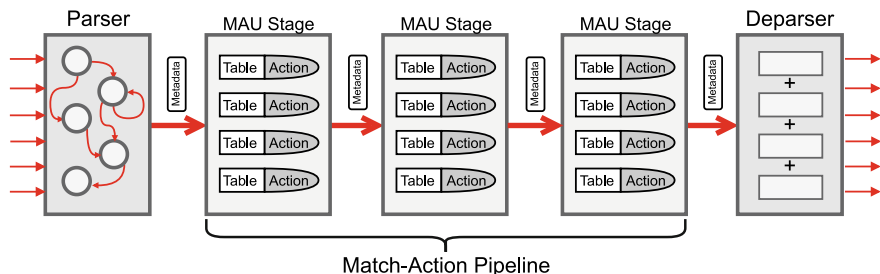 Parser
MAU Stage
MAU Stage
MAU Stage
Deparser
Metadata
Metadata
Metadata
Metadata
Table Action
Table Action
Table Action
Table Action
Table Action
Table Action
Table Action
Table Action
Table Action
Table Action
Table Action
Table Action
+
+
+
Match-Action Pipeline